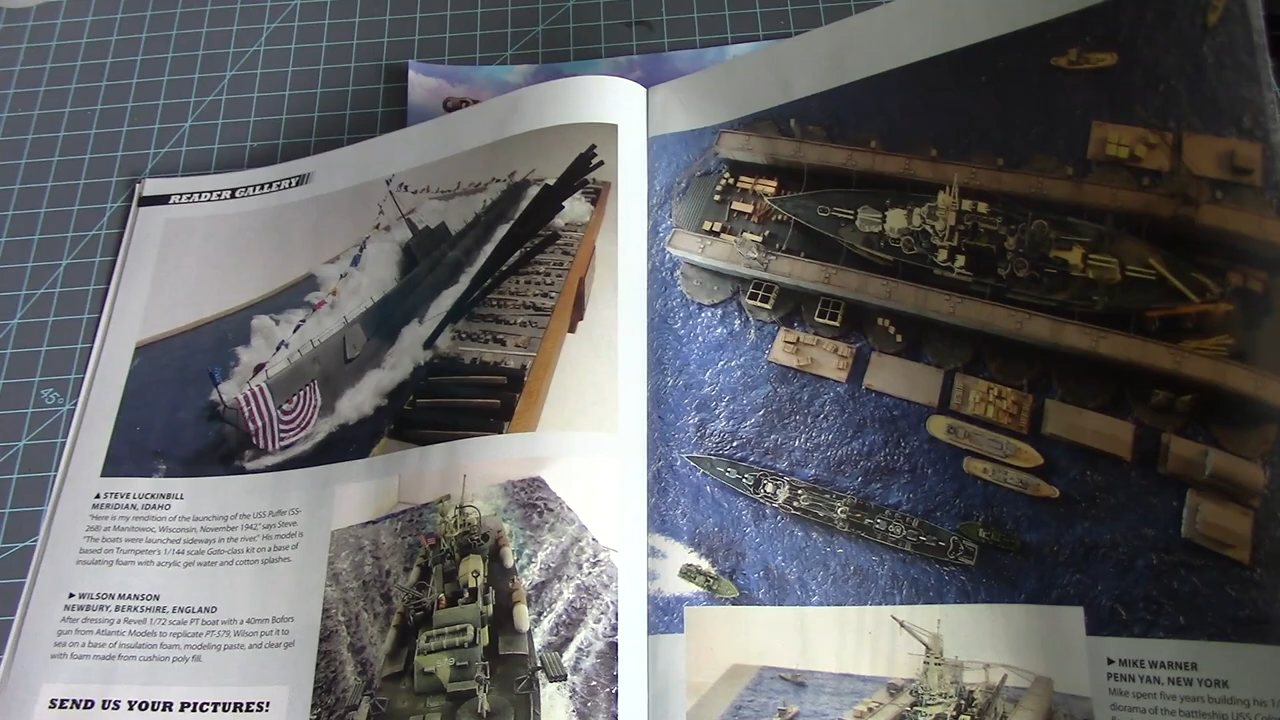 READER GALLERY
▲ STEVE LUCKINBILL
MERIDIAN, IDAHO
"Here is my rendition of the launching of the USS Puffer (SS-
268) at Manitowoc, Wisconsin, November 1942," says Steve.
"The boats were launched sideways in the river." His model is
based on Trumpeter's 1/144 scale Gato-class kit on a base of
insulating foam with acrylic gel water and cotton splashes.
▶ WILSON MANSON
NEWBURY, BERKSHIRE, ENGLAND
After dressing a Revell 1/72 scale PT boat with a 40mm Bofors
gun from Atlantic Models to replicate PT-579, Wilson put it to
sea on a base of insulation foam, modeling paste, and clear gel
with foam made from cushion poly fill.
SEND US YOUR PICTURES!
579
▶ MIKE WARNER
PENN YAN, NEW YORK
Mike spent five years building his
diorama of the battleship USS